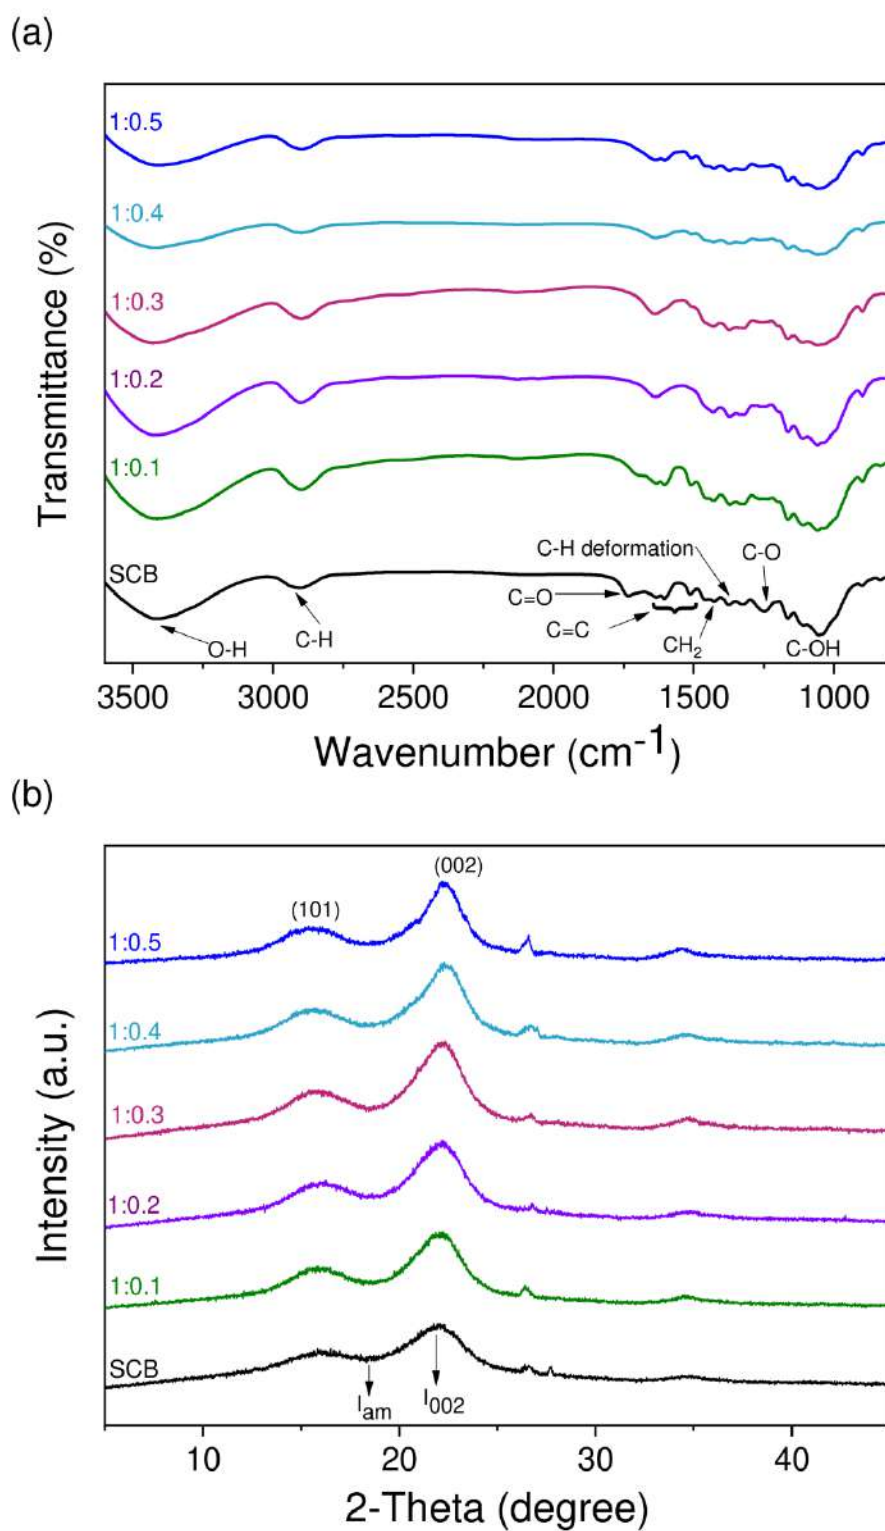 (a)
1:0.5
1:0.4
1:0.3
1:0.2
1:0.1
SCB
O-H
C-H
C=O
C=C
C-H deformation
CH₂
C-O
C-OH
Transmittance (%)
3500 3000 2500 2000 1500 1000
Wavenumber (cm⁻¹)
(b)
(002)
(101)
1:0.5
1:0.4
1:0.3
1:0.2
1:0.1
SCB
Iam
I002
Intensity (a.u.)
10 20 30 40
2-Theta (degree)